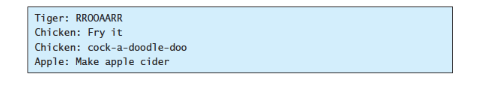 Tiger: RROOAARR
Chicken: Fry it
Chicken: cock-a-doodle-doo
Apple: Make apple cider